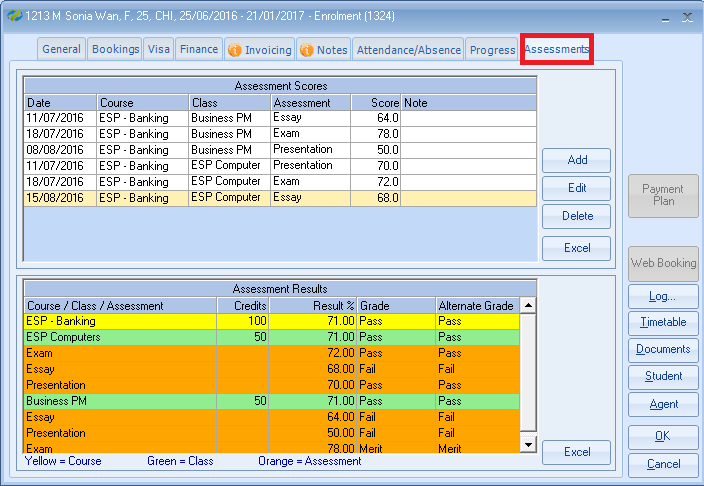 1213 M Sonia Wan, F, 25, CHI, 25/06/2016 - 21/01/2017 - Enrolment (1324)
General Bookings Visa Finance Invoicing Notes Attendance/Absence Progress Assessments
Assessment Scores
Date Course Class Assessment Score Note
11/07/2016 ESP - Banking Business PM Essay 64.0
18/07/2016 ESP - Banking Business PM Exam 78.0
08/08/2016 ESP - Banking Business PM Presentation 50.0
11/07/2016 ESP - Banking ESP Computer Presentation 70.0
18/07/2016 ESP - Banking ESP Computer Exam 72.0
15/08/2016 ESP - Banking ESP Computer Essay 68.0
Add
Edit
Delete
Excel
Assessment Results
Course / Class / Assessment Credits Result % Grade Alternate Grade
ESP - Banking 100 71.00 Pass Pass
ESP Computers 50 71.00 Pass Pass
Exam 72.00 Pass Pass
Essay 68.00 Fail Fail
Presentation 70.00 Pass Pass
Business PM 50 71.00 Pass Pass
Essay 64.00 Fail Fail
Presentation 50.00 Fail Fail
Exam 78.00 Merit Merit
Yellow = Course Green = Class Orange = Assessment
Excel
Payment
Plan
Web Booking
Log...
Timetable
Documents
Student
Agent
OK
Cancel